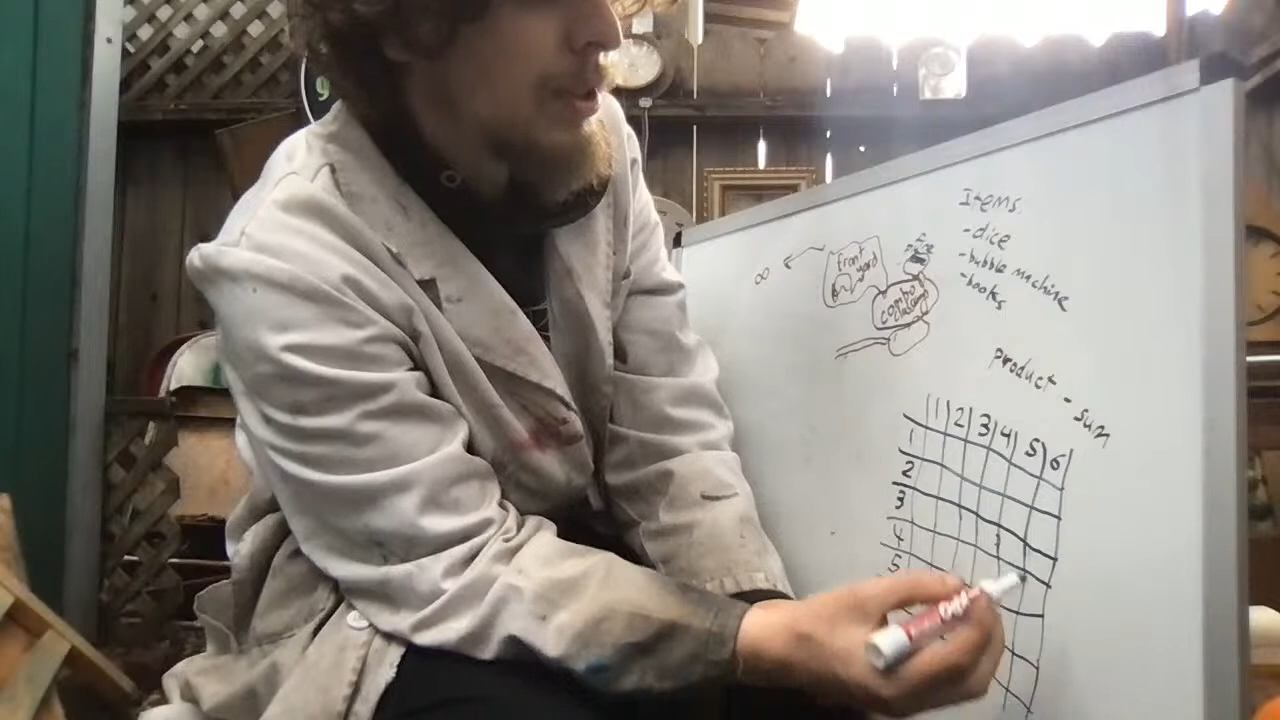 Items
- dice
- bubble machine
- books
fire
front
yard
∞
combo
product - sum
1 2 3 4 5 6
1
2
3
4
5
9